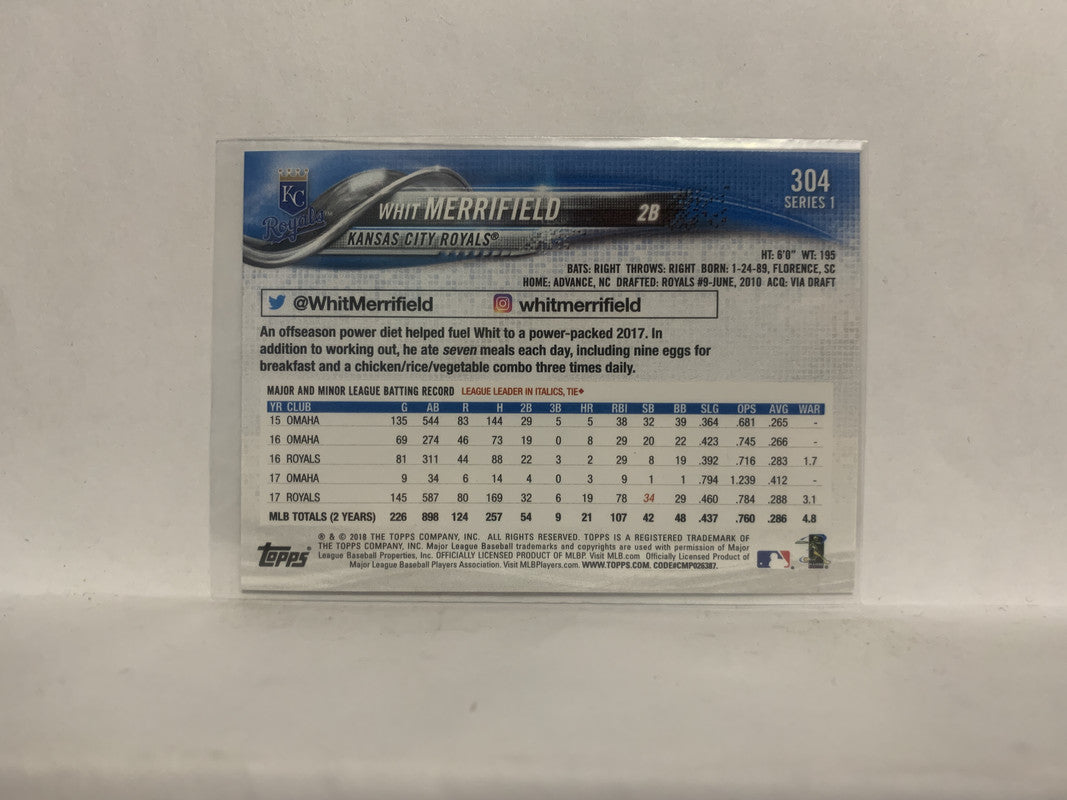 304
SERIES 1
KC
Royals™
WHIT MERRIFIELD 2B
KANSAS CITY ROYALS®
HT: 6'0" WT: 195
BATS: RIGHT THROWS: RIGHT BORN: 1-24-89, FLORENCE, SC
HOME: ADVANCE, NC DRAFTED: ROYALS #9-JUNE, 2010 ACQ: VIA DRAFT
@WhitMerrifield whitmerrifield
An offseason power diet helped fuel Whit to a power-packed 2017. In
addition to working out, he ate seven meals each day, including nine eggs for
breakfast and a chicken/rice/vegetable combo three times daily.
MAJOR AND MINOR LEAGUE BATTING RECORD LEAGUE LEADER IN ITALICS, TIE♦
YR CLUB G AB R H 2B 3B HR RBI SB BB SLG OPS AVG WAR
15 OMAHA 135 544 83 144 29 5 5 38 32 39 .364 .681 .265 -
16 OMAHA 69 274 46 73 19 0 8 29 20 22 .423 .745 .266 -
16 ROYALS 81 311 44 88 22 3 2 29 8 19 .392 .716 .283 1.7
17 OMAHA 9 34 6 14 4 0 3 9 1 1 .794 1.239 .412 -
17 ROYALS 145 587 80 169 32 6 19 78 34 29 .460 .784 .288 3.1
MLB TOTALS (2 YEARS) 226 898 124 257 54 9 21 107 42 48 .437 .760 .286 4.8
® & © 2018 THE TOPPS COMPANY, INC. ALL RIGHTS RESERVED. TOPPS IS A REGISTERED TRADEMARK OF
THE TOPPS COMPANY, INC. Major League Baseball trademarks and copyrights are used with permission of Major
League Baseball Properties, Inc. OFFICIALLY LICENSED PRODUCT OF MLBP. Visit MLB.com Officially Licensed Product of
Major League Baseball Players Association. Visit MLBPlayers.com. WWW.TOPPS.COM. CODE#CMP026387.
Topps